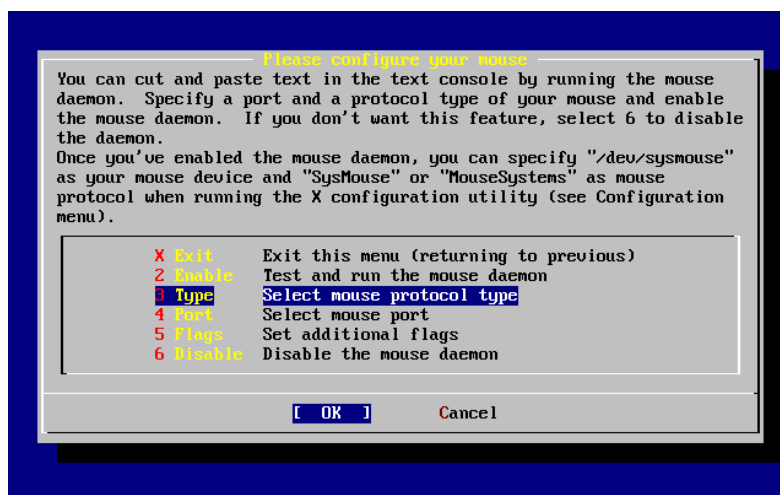 Please configure your mouse
You can cut and paste text in the text console by running the mouse
daemon.  Specify a port and a protocol type of your mouse and enable
the mouse daemon.  If you don't want this feature, select 6 to disable
the daemon.
Once you've enabled the mouse daemon, you can specify "/dev/sysmouse"
as your mouse device and "SysMouse" or "MouseSystems" as mouse
protocol when running the X configuration utility (see Configuration
menu).
X Exit    Exit this menu (returning to previous)
2 Enable  Test and run the mouse daemon
3 Type    Select mouse protocol type
4 Port    Select mouse port
5 Flags   Set additional flags
6 Disable Disable the mouse daemon
[  OK  ]    Cancel